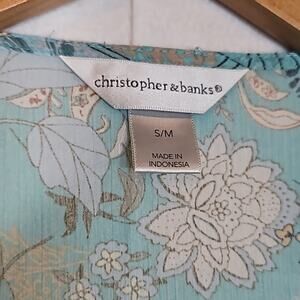 christopher & banks®
S/M
MADE IN
INDONESIA